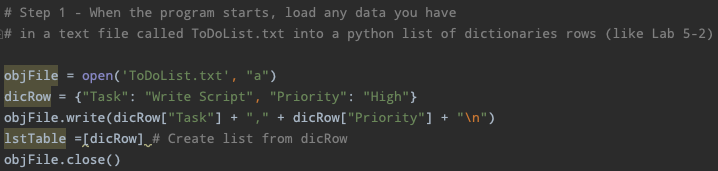 # Step 1 - When the program starts, load any data you have
# in a text file called ToDoList.txt into a python list of dictionaries rows (like Lab 5-2)
objFile = open('ToDoList.txt', "a")
dicRow = {"Task": "Write Script", "Priority": "High"}
objFile.write(dicRow["Task"] + "," + dicRow["Priority"] + "\n")
lstTable =[dicRow] # Create list from dicRow
objFile.close()